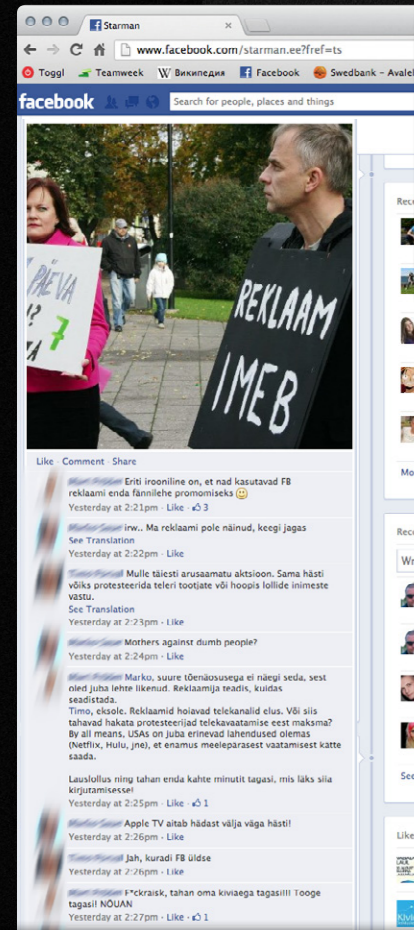 Starman
www.facebook.com/starman.ee?fref=ts
Toggl Teamweek Википедия Facebook Swedbank – Avaleh
facebook Search for people, places and things
PÄEVA
7
REKLAAM
IMEB
Like · Comment · Share
Eriti irooniline on, et nad kasutavad FB
reklaami enda fännilehe promomiseks
Yesterday at 2:21pm · Like · 3
irw.. Ma reklaami pole näinud, keegi jagas
See Translation
Yesterday at 2:22pm · Like
Mulle täiesti arusaamatu aktsioon. Sama hästi
võiks protesteerida teleri tootjate või hoopis lollide inimeste
vastu.
See Translation
Yesterday at 2:23pm · Like
Mothers against dumb people?
Yesterday at 2:24pm · Like
Marko, suure tõenäosusega ei näegi seda, sest
oled juba lehte likenud. Reklaamija teadis, kuidas
seadistada.
Timo, eksole. Reklaamid hoiavad telekanalid elus. Või siis
tahavad hakata protesteerijad telekavaatamise eest maksma?
By all means, USAs on juba erinevad lahendused olemas
(Netflix, Hulu, jne), et enamus meelepärasest vaatamisest kätte
saada.
Lauslollus ning tahan enda kahte minutit tagasi, mis läks siia
kirjutamisesse!
Yesterday at 2:25pm · Like · 1
Apple TV aitab hädast välja väga hästi!
Yesterday at 2:26pm · Like
Jah, kuradi FB üldse
Yesterday at 2:26pm · Like
F*ckraisk, tahan oma kiviaega tagasi!!! Tooge
tagasi! NÕUAN
Yesterday at 2:27pm · Like · 1
Rece
Mo
Rece
Wr
See
Like
Kivi